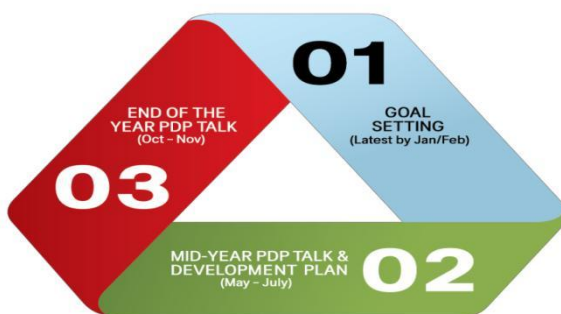 01
GOAL
SETTING
(Latest by Jan/Feb)
MID-YEAR PDP TALK &
DEVELOPMENT PLAN
(May – July)
02
END OF THE
YEAR PDP TALK
(Oct – Nov)
03